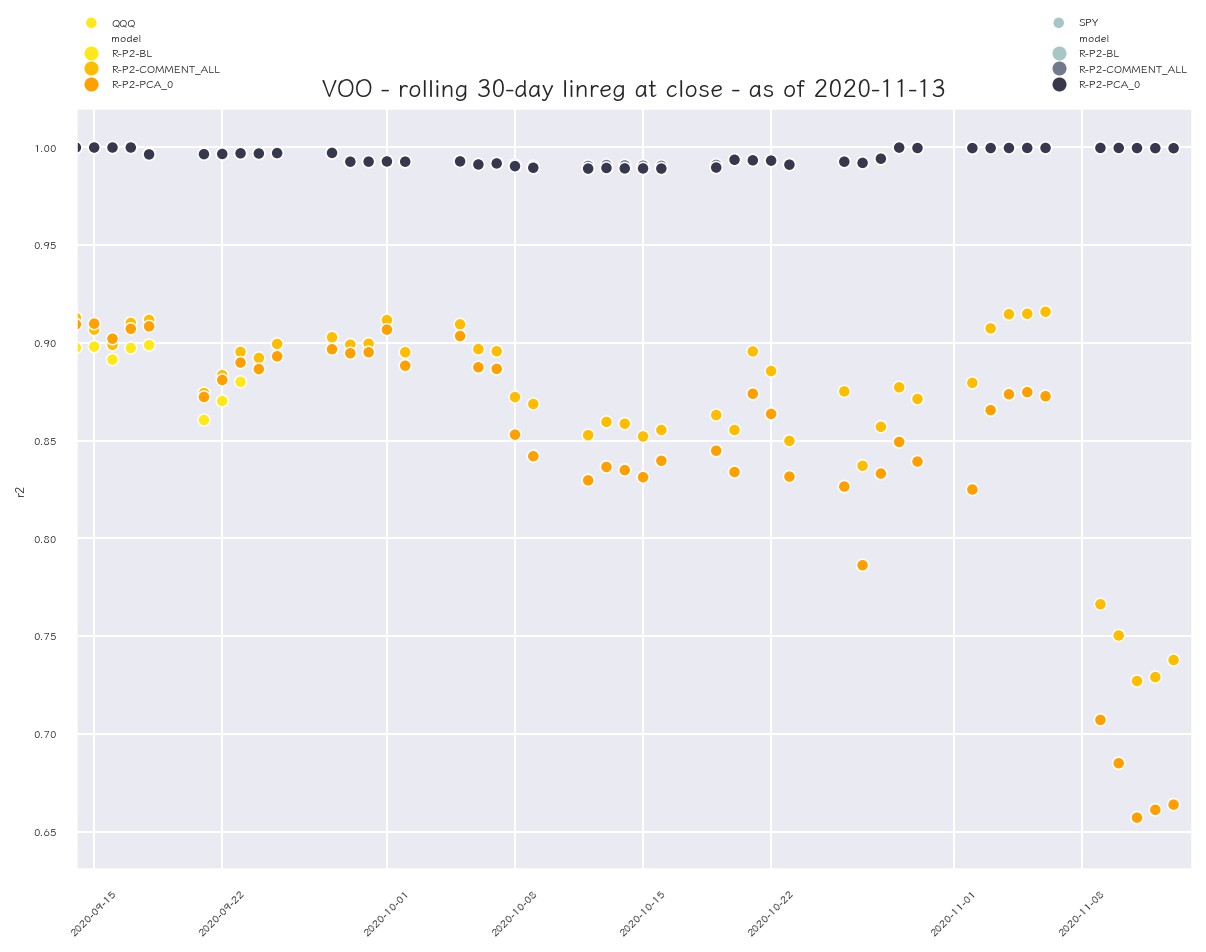 QQQ
model
R-P2-BL
R-P2-COMMENT_ALL
R-P2-PCA_0
SPY
model
R-P2-BL
R-P2-COMMENT_ALL
R-P2-PCA_0
VOO - rolling 30-day linreg at close - as of 2020-11-13
1.00
0.95
0.90
0.85
0.80
0.75
0.70
0.65
r2
2020-09-15
2020-09-22
2020-10-01
2020-10-08
2020-10-15
2020-10-22
2020-11-01
2020-11-08